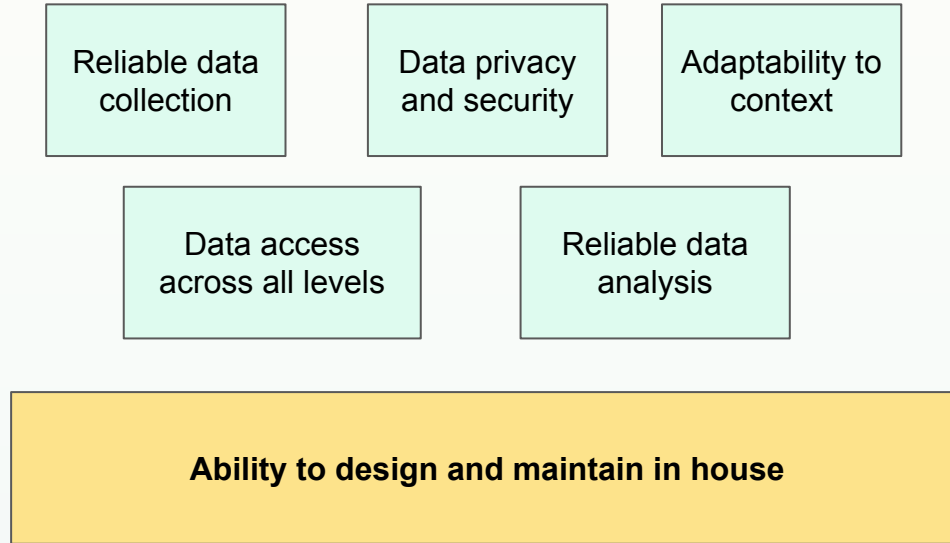 Reliable data
collection
Data privacy
and security
Adaptability to
context
Data access
across all levels
Reliable data
analysis
Ability to design and maintain in house